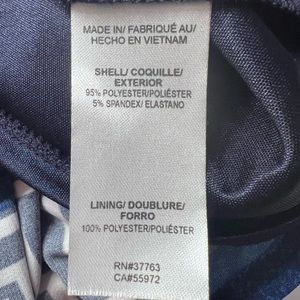 MADE IN/ FABRIQUÉ AU/
HECHO EN VIETNAM
SHELL/ COQUILLE/
EXTERIOR
95% POLYESTER/POLIÉSTER
5% SPANDEX/ ELASTANO
LINING/ DOUBLURE/
FORRO
100% POLYESTER/POLIÉSTER
RN#37763
CA#55972